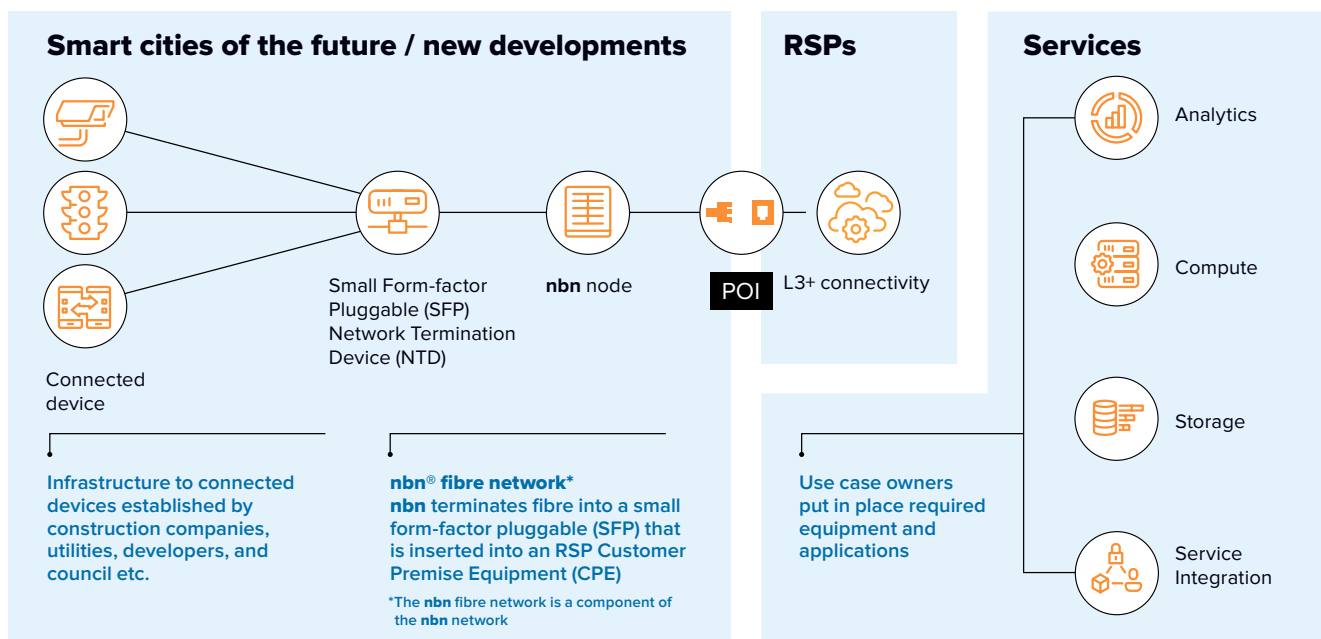 Smart cities of the future / new developments
RSPs
Services
Small Form-factor
Pluggable (SFP)
Network Termination
Device (NTD)
nbn node
POI
L3+ connectivity
Connected
device
Analytics
Compute
Storage
Service
Integration
Infrastructure to connected
devices established by
construction companies,
utilities, developers, and
council etc.
nbn® fibre network*
nbn terminates fibre into a small
form-factor pluggable (SFP) that
is inserted into an RSP Customer
Premise Equipment (CPE)
*The nbn fibre network is a component of
the nbn network
Use case owners
put in place required
equipment and
applications